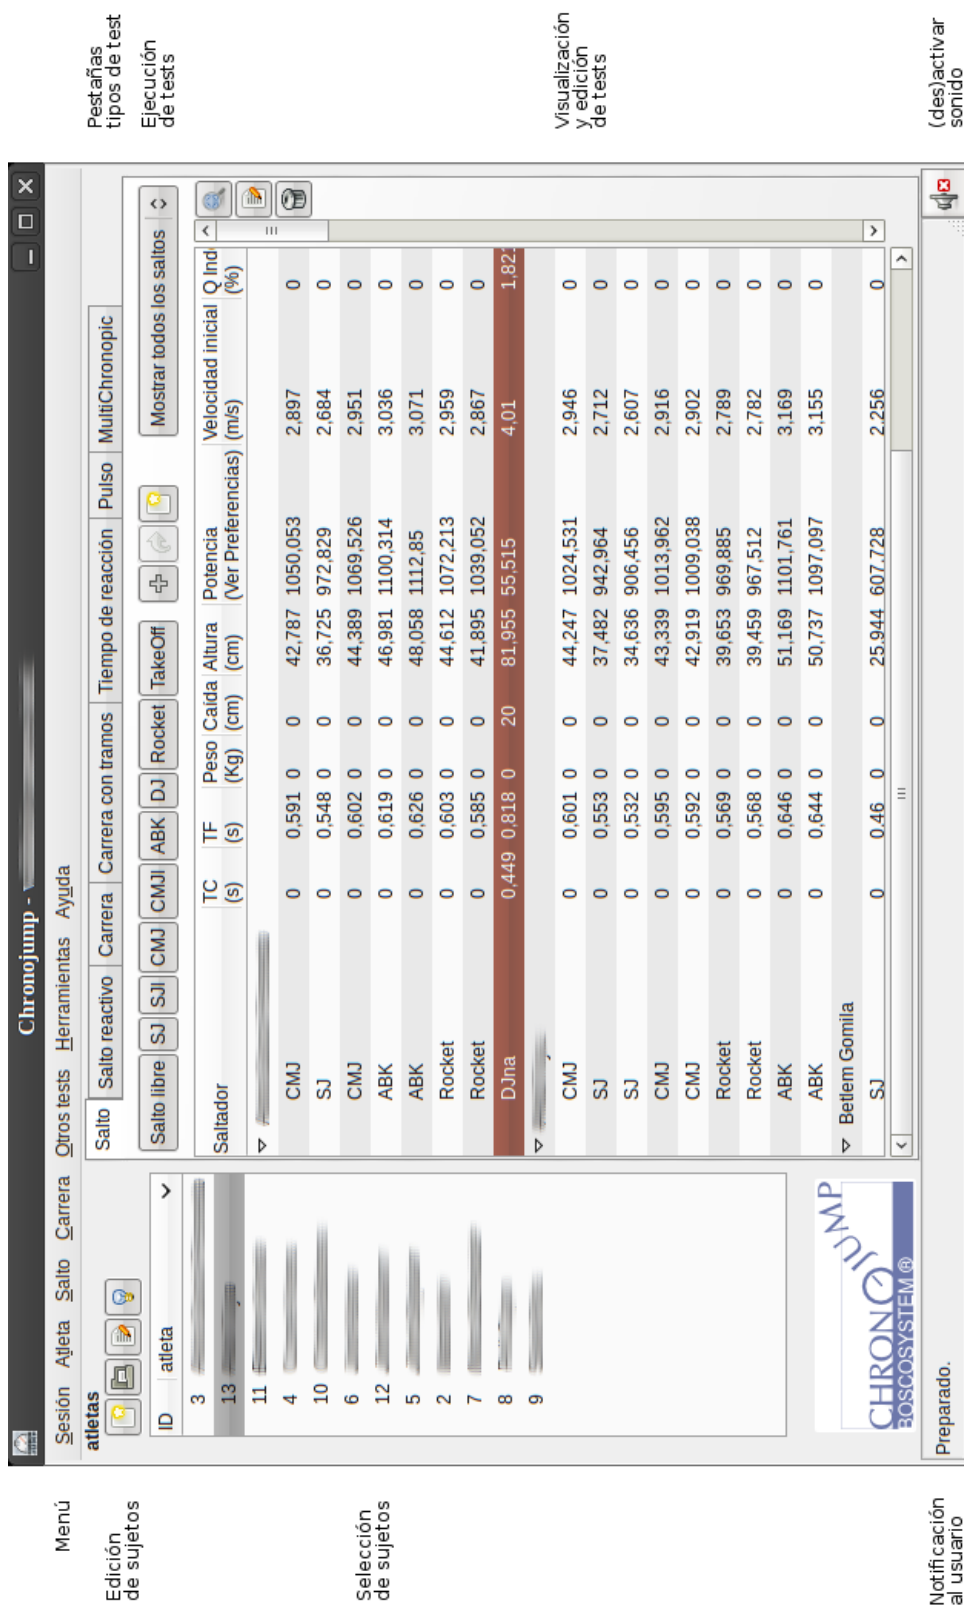 Pestañas
tipos de test
Ejecución
de tests
Visualización
y edición
de tests
(des)activar
sonido
Chronojump -
Sesión Atleta Salto Carrera Otros tests Herramientas Ayuda
atletas
Salto Salto reactivo Carrera Carrera con tramos Tiempo de reacción Pulso MultiChronopic
Salto libre SJ SJl CMJ CMJl ABK DJ Rocket TakeOff Mostrar todos los saltos
ID atleta
3
13
11
4
10
6
12
5
2
7
8
9
Saltador TC (s) TF (s) Peso (Kg) Caída (cm) Altura (cm) Potencia (Ver Preferencias) Velocidad inicial (m/s) Q Ind (%)
CMJ 0 0,591 0 0 42,787 1050,053 2,897 0
SJ 0 0,548 0 0 36,725 972,829 2,684 0
CMJ 0 0,602 0 0 44,389 1069,526 2,951 0
ABK 0 0,619 0 0 46,981 1100,314 3,036 0
ABK 0 0,626 0 0 48,058 1112,85 3,071 0
Rocket 0 0,603 0 0 44,612 1072,213 2,959 0
Rocket 0 0,585 0 0 41,895 1039,052 2,867 0
DJna 0,449 0,818 0 20 81,955 55,515 4,01 1,82
CMJ 0 0,601 0 0 44,247 1024,531 2,946 0
SJ 0 0,553 0 0 37,482 942,964 2,712 0
SJ 0 0,532 0 0 34,636 906,456 2,607 0
CMJ 0 0,595 0 0 43,339 1013,962 2,916 0
CMJ 0 0,592 0 0 42,919 1009,038 2,902 0
Rocket 0 0,569 0 0 39,653 969,885 2,789 0
Rocket 0 0,568 0 0 39,459 967,512 2,782 0
ABK 0 0,646 0 0 51,169 1101,761 3,169 0
ABK 0 0,644 0 0 50,737 1097,097 3,155 0
Betlem Gomila
SJ 0 0,46 0 0 25,944 607,728 2,256 0
CHRONOJUMP
BOSCOSYSTEM®
Preparado.
Menú
Edición
de sujetos
Selección
de sujetos
Notificación
al usuario